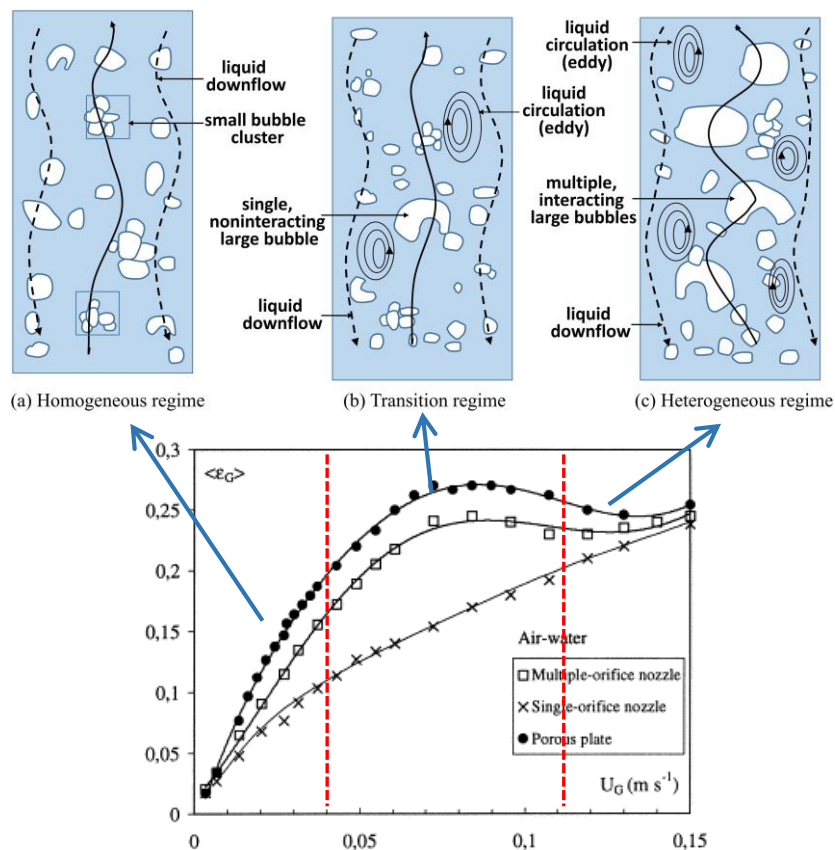 liquid
downflow
small bubble
cluster
single,
noninteracting
large bubble
liquid
downflow
liquid
circulation
(eddy)
liquid
circulation
(eddy)
multiple,
interacting
large bubbles
liquid
downflow
(a) Homogeneous regime
(b) Transition regime
(c) Heterogeneous regime
0,3
<εG>
0,25
0,2
0,15
0,1
0,05
0
Air-water
Multiple-orifice nozzle
Single-orifice nozzle
Porous plate
UG (m s⁻¹)
0
0,05
0,1
0,15